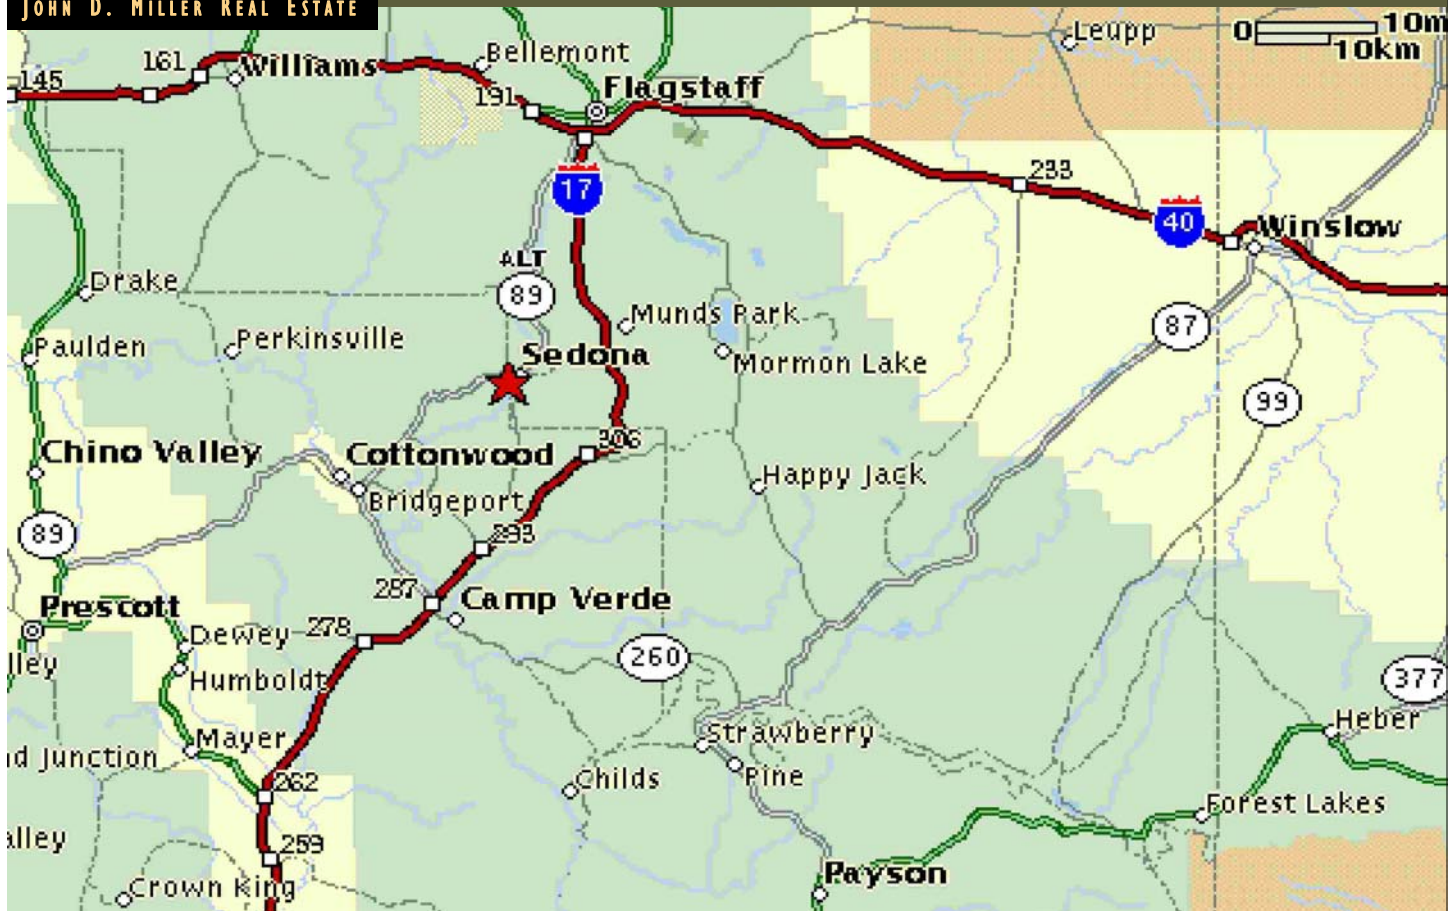 JOHN D. MILLER REAL ESTATE
Leupp
0 10m
10km
161
Williams
Bellemont
145
191
Flagstaff
17
233
40
Winslow
ALT
89
Drake
Munds Park
87
Paulden
Perkinsville
Sedona
Mormon Lake
99
306
Chino Valley
Cottonwood
Happy Jack
Bridgeport
89
293
287
Camp Verde
Prescott
278
Dewey
260
lley
Humboldt
377
Heber
Mayer
Strawberry
d Junction
262
Childs
Pine
Forest Lakes
alley
259
Crown King
Payson